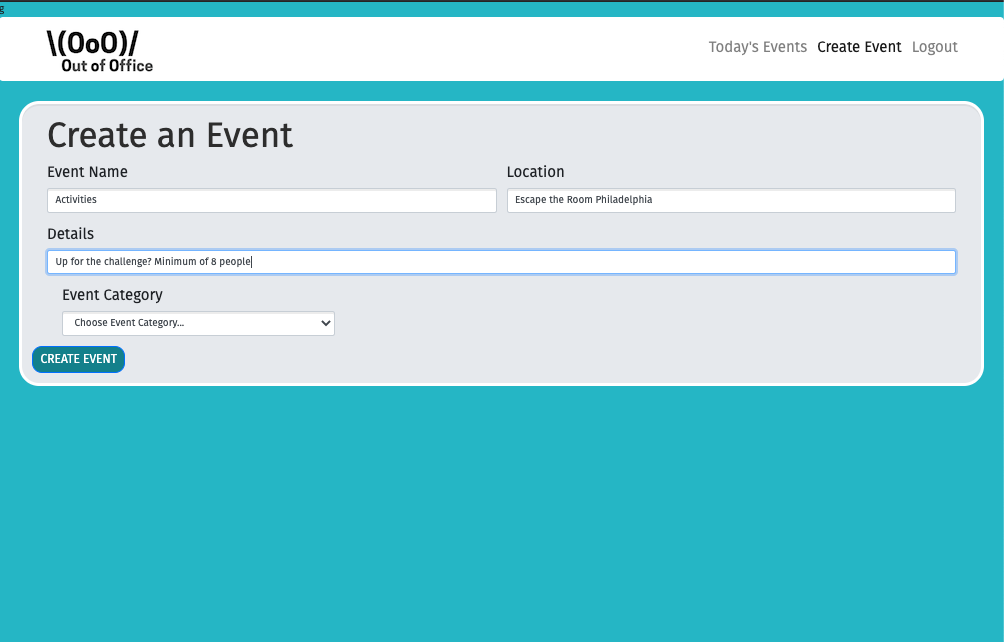 g
\(OoO)/
Out of Office
Today's Events Create Event Logout
Create an Event
Event Name Location
Activities Escape the Room Philadelphia
Details
Up for the challenge? Minimum of 8 people
Event Category
Choose Event Category...
CREATE EVENT